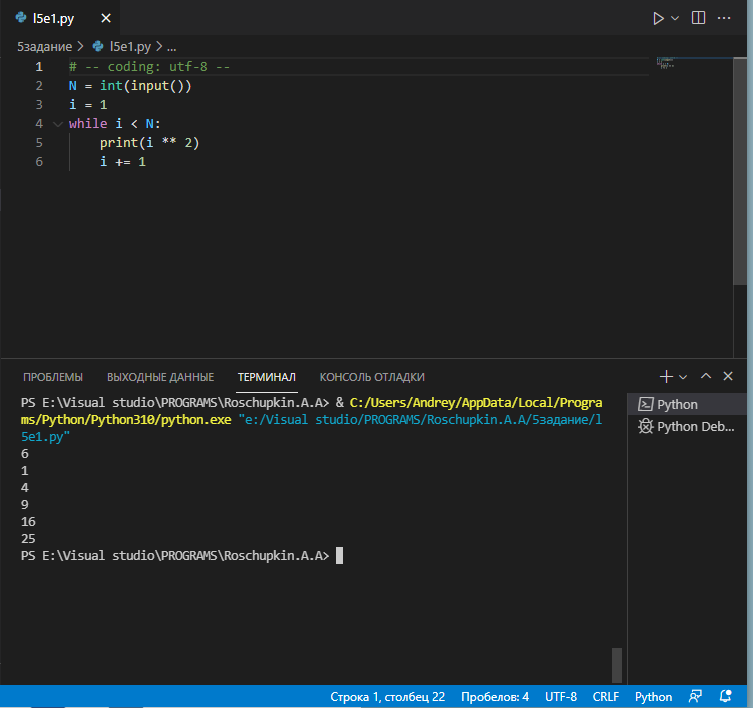 l5e1.py
5задание > l5e1.py > ...
1 # -- coding: utf-8 --
2 N = int(input())
3 i = 1
4 while i < N:
5 print(i ** 2)
6 i += 1
ПРОБЛЕМЫ ВЫХОДНЫЕ ДАННЫЕ ТЕРМИНАЛ КОНСОЛЬ ОТЛАДКИ
PS E:\Visual studio\PROGRAMS\Roschupkin.A.A> & C:/Users/Andrey/AppData/Local/Progra
ms/Python/Python310/python.exe "e:/Visual studio/PROGRAMS/Roschupkin.A.A/5задание/l
5e1.py"
6
1
4
9
16
25
PS E:\Visual studio\PROGRAMS\Roschupkin.A.A>
Python
Python Deb...
Строка 1, столбец 22 Пробелов: 4 UTF-8 CRLF Python